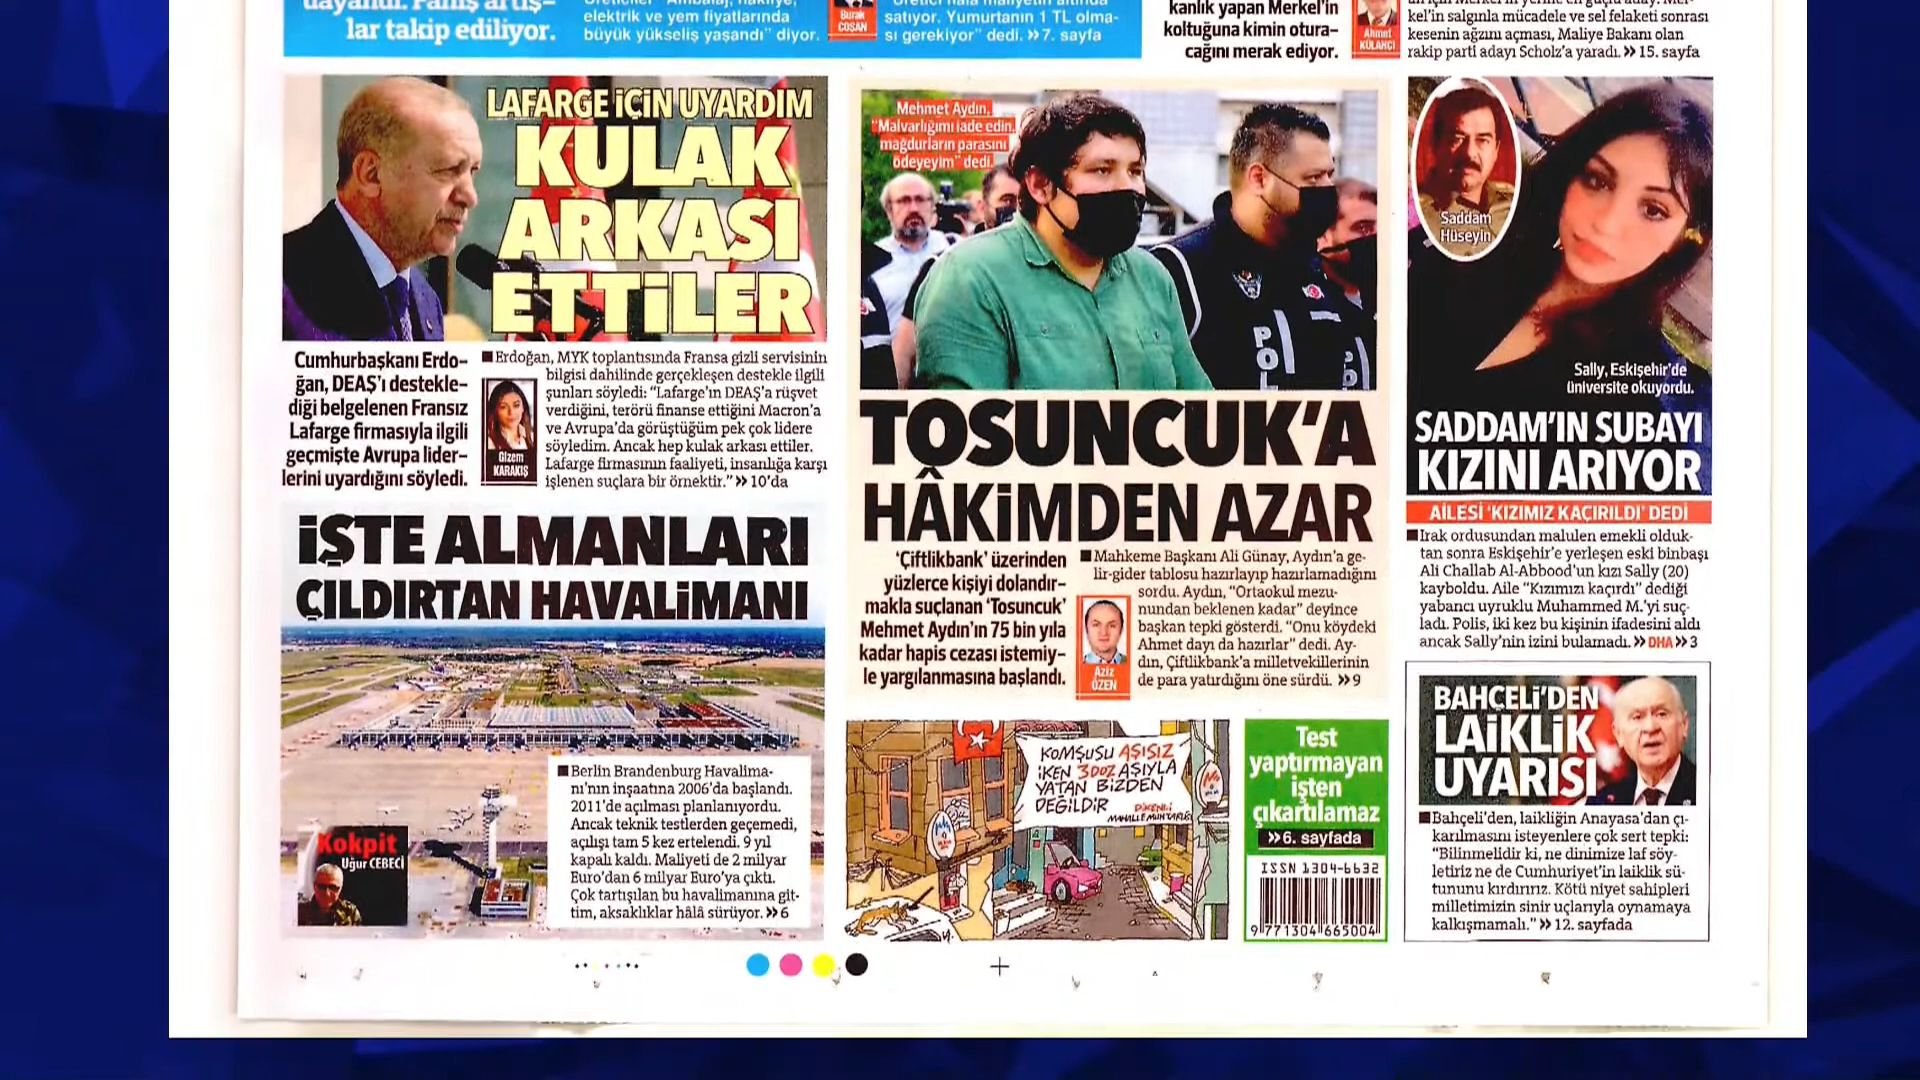 lar takip ediliyor.
elektrik ve yem fiyatlarında
büyük yükseliş yaşandı” diyor.
Burak
COŞAN
satıyor. Yumurtanın 1 TL olma-
sı gerekiyor” dedi. » 7. sayfa
kanlık yapan Merkel’in
koltuğuna kimin otura-
cağını merak ediyor.
Ahmet
KÜLAHÇI
kel’in salgınla mücadele ve sel felaketi sonrası
kesenin ağzını açması, Maliye Bakanı olan
rakip parti adayı Scholz’a yaradı. » 15. sayfa
LAFARGE İÇİN UYARDIM
KULAK
ARKASI
ETTİLER
Cumhurbaşkanı Erdo-
ğan, DEAŞ’ı destekle-
diği belgelenen Fransız
Lafarge firmasıyla ilgili
geçmişte Avrupa lider-
lerini uyardığını söyledi.
Erdoğan, MYK toplantısında Fransa gizli servisinin
bilgisi dahilinde gerçekleşen destekle ilgili
şunları söyledi: “Lafarge’ın DEAŞ’a rüşvet
verdiğini, terörü finanse ettiğini Macron’a
ve Avrupa’da görüştüğüm pek çok lidere
söyledim. Ancak hep kulak arkası ettiler.
Lafarge firmasının faaliyeti, insanlığa karşı
işlenen suçlara bir örnektir.” » 10’da
Gizem
KARAKIŞ
İŞTE ALMANLARI
ÇILDIRTAN HAVALİMANI
Berlin Brandenburg Havalima-
nı’nın inşaatına 2006’da başlandı.
2011’de açılması planlanıyordu.
Ancak teknik testlerden geçemedi,
açılışı tam 5 kez ertelendi. 9 yıl
kapalı kaldı. Maliyeti de 2 milyar
Euro’dan 6 milyar Euro’ya çıktı.
Çok tartışılan bu havalimanına git-
tim, aksaklıklar hâlâ sürüyor. » 6
Kokpit
Uğur CEBECİ
Mehmet Aydın,
“Malvarlığımı iade edin,
mağdurların parasını
ödeyeyim” dedi.
POL
POL
TOSUNCUK’A
HÂKİMDEN AZAR
‘Çiftlikbank’ üzerinden
yüzlerce kişiyi dolandır-
makla suçlanan ‘Tosuncuk’
Mehmet Aydın’ın 75 bin yıla
kadar hapis cezası istemiy-
le yargılanmasına başlandı.
Mahkeme Başkanı Ali Günay, Aydın’a ge-
lir-gider tablosu hazırlayıp hazırlamadığını
sordu. Aydın, “Ortaokul mezu-
nundan beklenen kadar” deyince
başkan tepki gösterdi. “Onu köydeki
Ahmet dayı da hazırlar” dedi. Ay-
dın, Çiftlikbank’a milletvekillerinin
de para yatırdığını öne sürdü. » 9
Aziz
ÖZEN
KOMŞUSU AŞISIZ
İKEN 3 DOZ AŞIYLA
YATAN BİZDEN
DEĞİLDİR
DİKENLİ
MAHALLE MUHTARLIĞI
Test
yaptırmayan
işten
çıkartılamaz
» 6. sayfada
ISSN 1304-6632
9 771304 665004
Saddam
Hüseyin
Sally, Eskişehir’de
üniversite okuyordu.
SADDAM’IN SUBAYI
KIZINI ARIYOR
AİLESİ ‘KIZIMIZ KAÇIRILDI’ DEDİ
Irak ordusundan malulen emekli olduk-
tan sonra Eskişehir’e yerleşen eski binbaşı
Ali Challab Al-Abbood’un kızı Sally (20)
kayboldu. Aile “Kızımızı kaçırdı” dediği
yabancı uyruklu Muhammed M.’yi suç-
ladı. Polis, iki kez bu kişinin ifadesini aldı
ancak Sally’nin izini bulamadı. » DHA » 3
BAHÇELİ’DEN
LAİKLİK
UYARISI
Bahçeli’den, laikliğin Anayasa’dan çı-
karılmasını isteyenlere çok sert tepki:
“Bilinmelidir ki, ne dinimize laf söy-
letiriz ne de Cumhuriyet’in laiklik sü-
tununu kırdırırız. Kötü niyet sahipleri
milletimizin sinir uçlarıyla oynamaya
kalkışmamalı.” » 12. sayfada